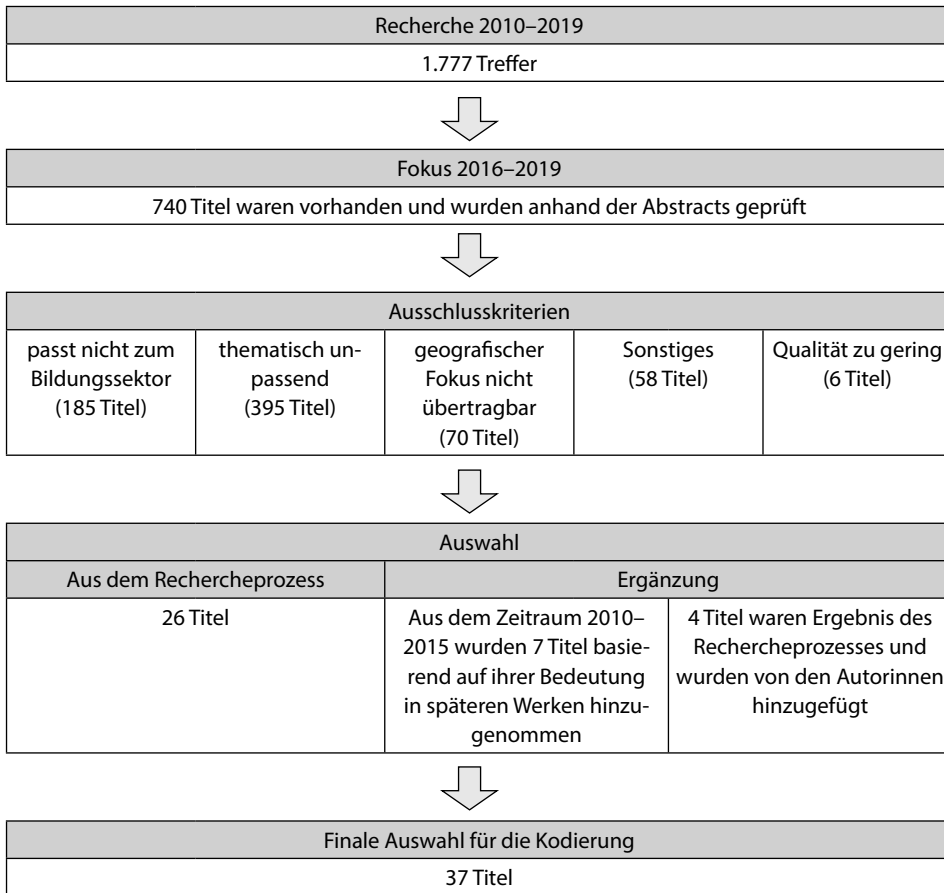 Recherche 2010–2019
1.777 Treffer
Fokus 2016–2019
740 Titel waren vorhanden und wurden anhand der Abstracts geprüft
Ausschlusskriterien
passt nicht zum
Bildungssektor
(185 Titel)
thematisch un-
passend
(395 Titel)
geografischer
Fokus nicht
übertragbar
(70 Titel)
Sonstiges
(58 Titel)
Qualität zu gering
(6 Titel)
Auswahl
Aus dem Rechercheprozess
Ergänzung
26 Titel
Aus dem Zeitraum 2010–
2015 wurden 7 Titel basie-
rend auf ihrer Bedeutung
in späteren Werken hinzu-
genommen
4 Titel waren Ergebnis des
Rechercheprozesses und
wurden von den Autorinnen
hinzugefügt
Finale Auswahl für die Kodierung
37 Titel